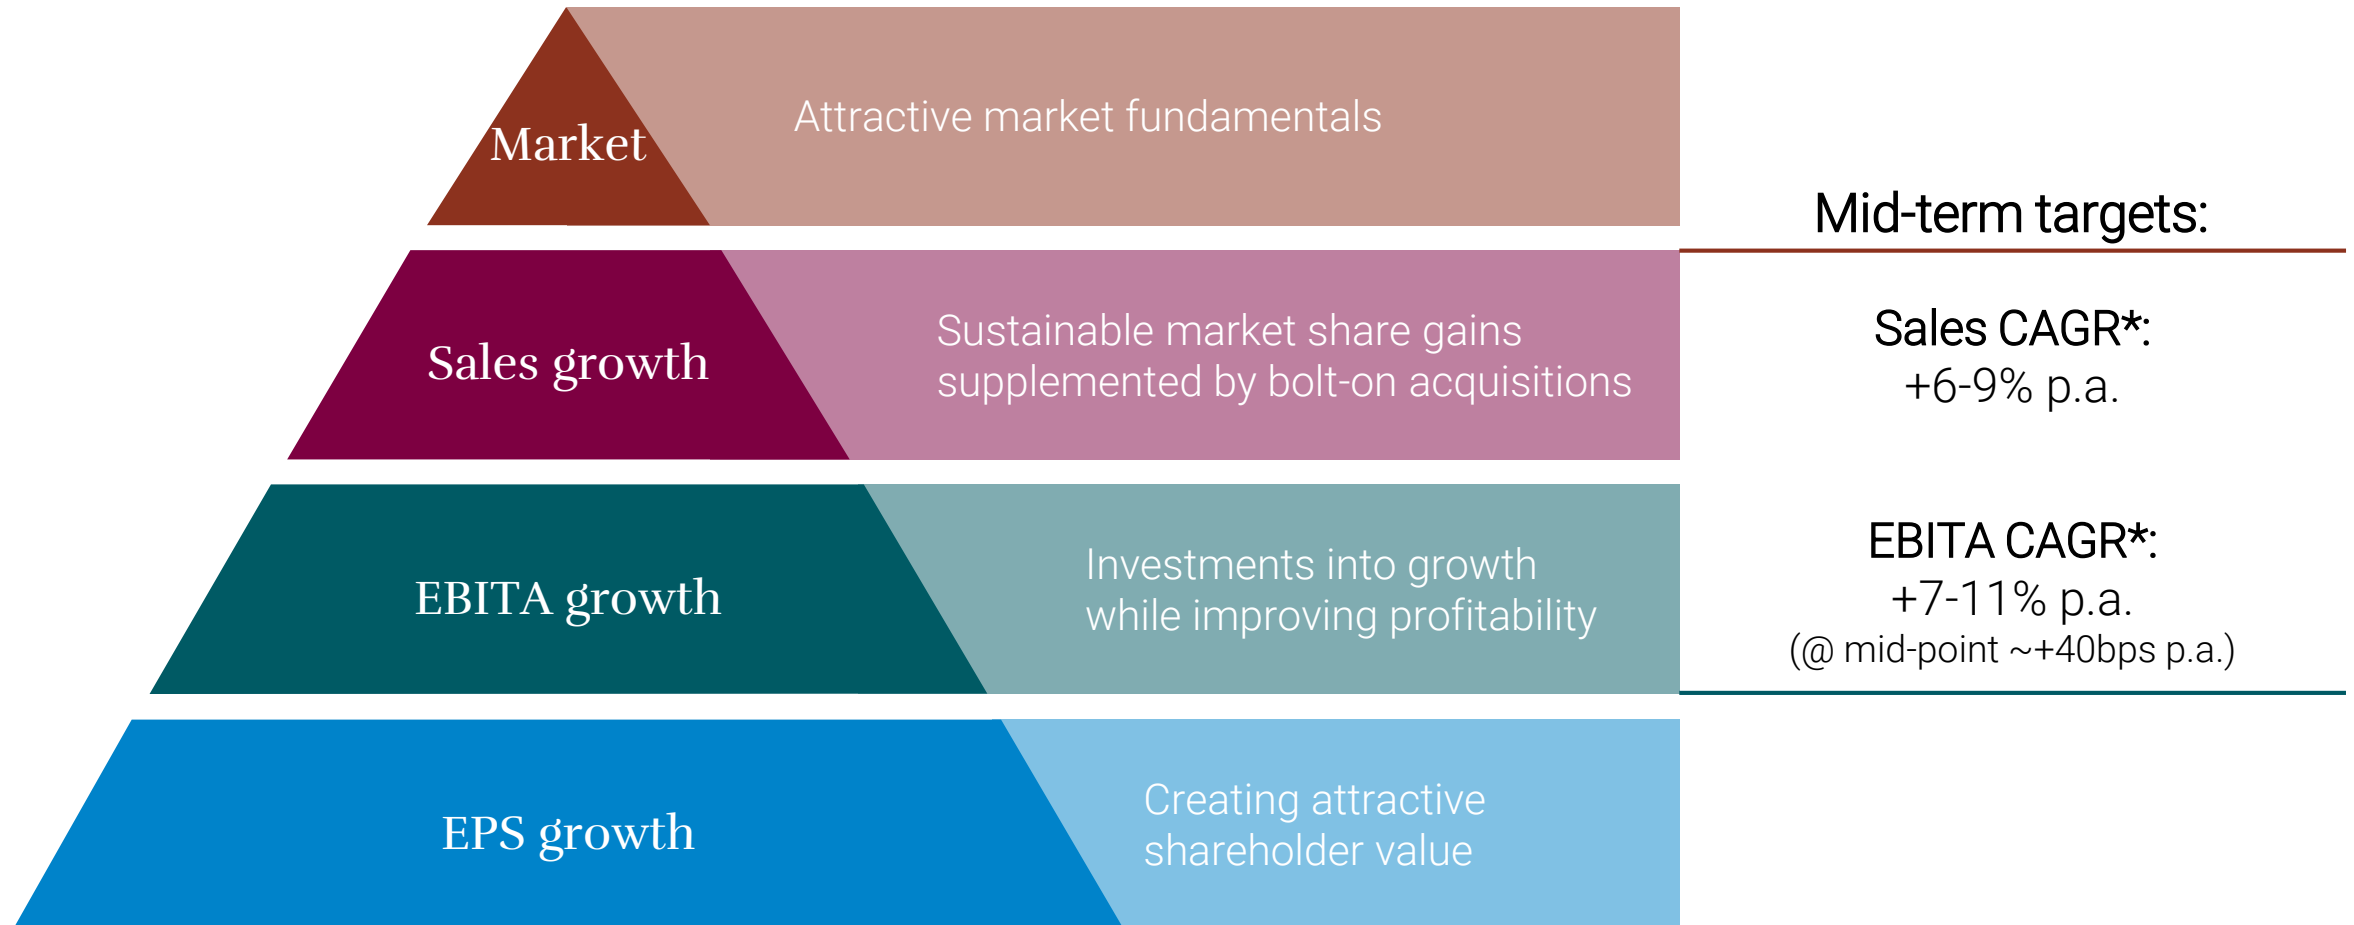 Market
Attractive market fundamentals
Mid-term targets:
Sales growth
Sustainable market share gains
supplemented by bolt-on acquisitions
Sales CAGR*:
+6-9% p.a.
EBITA growth
Investments into growth
while improving profitability
EBITA CAGR*:
+7-11% p.a.
(@ mid-point ~+40bps p.a.)
EPS growth
Creating attractive
shareholder value